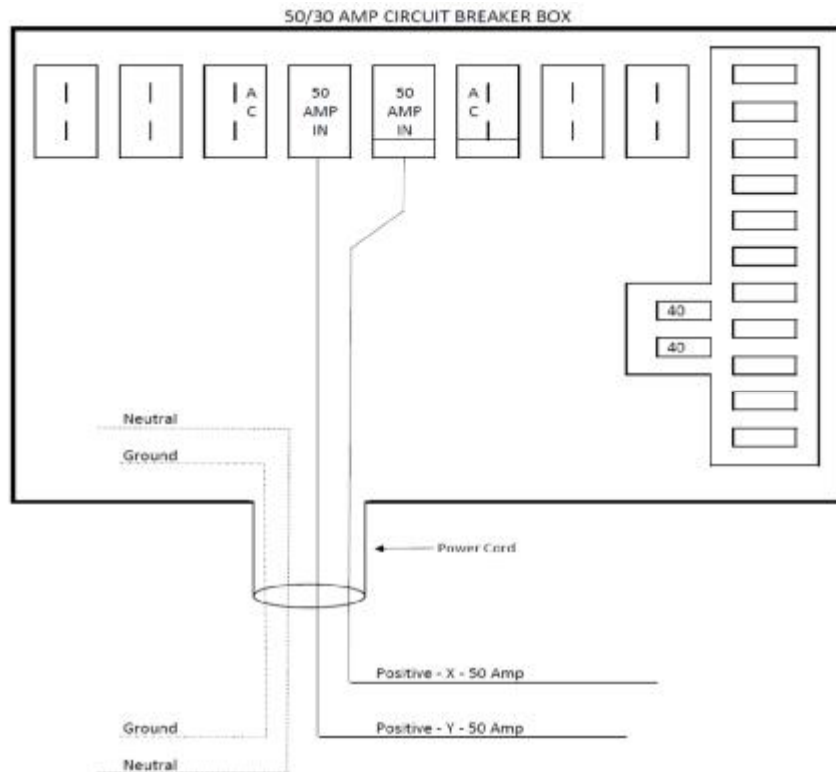 50/30 AMP CIRCUIT BREAKER BOX
A
C
50
AMP
IN
50
AMP
IN
A
C
40
40
Neutral
Ground
Power Cord
Positive - X - 50 Amp
Ground
Positive - Y - 50 Amp
Neutral